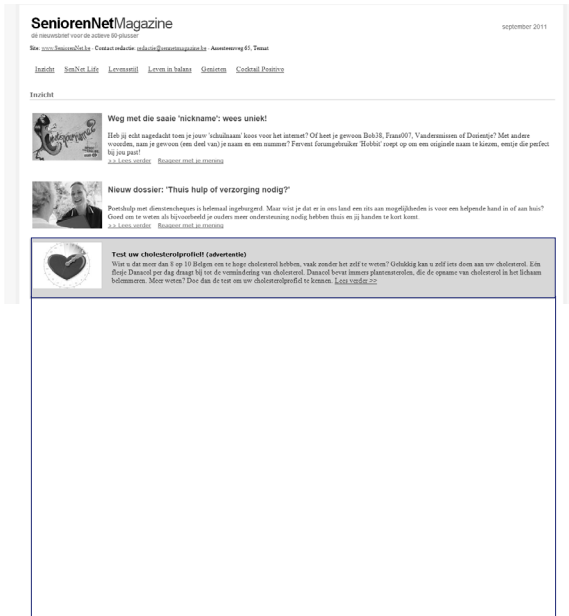 SeniorenNetMagazine
dé nieuwsbrief voor de actieve 50-plusser
september 2011
Site: www.SeniorenNet.be - Contact redactie: redactie@sennetmagazine.be - Assesteenweg 65, Ternat
Inzicht SenNet Life Levensstijl Leven in balans Genieten Cocktail Positivo
Inzicht
Weg met die saaie 'nickname': wees uniek!
Heb jij echt nagedacht toen je jouw 'schuilnaam' koos voor het internet? Of heet je gewoon Bob38, Frans007, Vandersmissen of Dorientje? Met andere
woorden, nam je gewoon (een deel van) je naam en een nummer? Fervent forumgebruiker 'Hobbit' roept op om een originele naam te kiezen, eentje die perfect
bij jou past!
>> Lees verder Reageer met je mening
Nieuw dossier: 'Thuis hulp of verzorging nodig?'
Poetshulp met dienstencheques is helemaal ingeburgerd. Maar wist je dat er in ons land een rits aan mogelijkheden is voor een helpende hand in of aan huis?
Goed om te weten als bijvoorbeeld je ouders meer ondersteuning nodig hebben thuis en jij handen te kort komt.
>> Lees verder Reageer met je mening
Test uw cholesterolprofiel! (advertentie)
Wist u dat meer dan 8 op 10 Belgen een te hoge cholesterol hebben, vaak zonder het zelf te weten? Gelukkig kan u zelf iets doen aan uw cholesterol. Eén
flesje Danacol per dag draagt bij tot de vermindering van cholesterol. Danacol bevat immers plantensterolen, die de opname van cholesterol in het lichaam
belemmeren. Meer weten? Doe dan de test om uw cholesterolprofiel te kennen. Lees verder >>